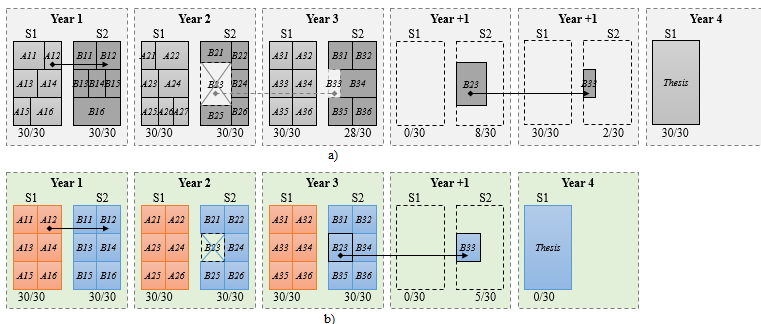 Year 1 Year 2 Year 3 Year +1 Year +1 Year 4
S1 S2 S1 S2 S1 S2 S1 S2 S1 S2 S1
A11 A12 B11 B12 A21 A22 B21 B22 A31 A32 B31 B32
A13 A14 B13 B14 B15 A23 A24 B23 B24 A33 A34 B33 B34 B23 B33 Thesis
A15 A16 B16 A25 A26 A27 B25 B26 A35 A36 B35 B36
30/30 30/30 30/30 30/30 30/30 28/30 0/30 8/30 30/30 2/30 30/30
a)
Year 1 Year 2 Year 3 Year +1 Year 4
S1 S2 S1 S2 S1 S2 S1 S2 S1
A11 A12 B11 B12 A21 A22 B21 B22 A31 A32 B31 B32
A13 A14 B13 B14 A23 A24 B23 B24 A33 A34 B23 B34 B33 Thesis
A15 A16 B15 B16 A25 A26 B25 B26 A35 A36 B35 B36
30/30 30/30 30/30 30/30 30/30 30/30 0/30 5/30 0/30
b)